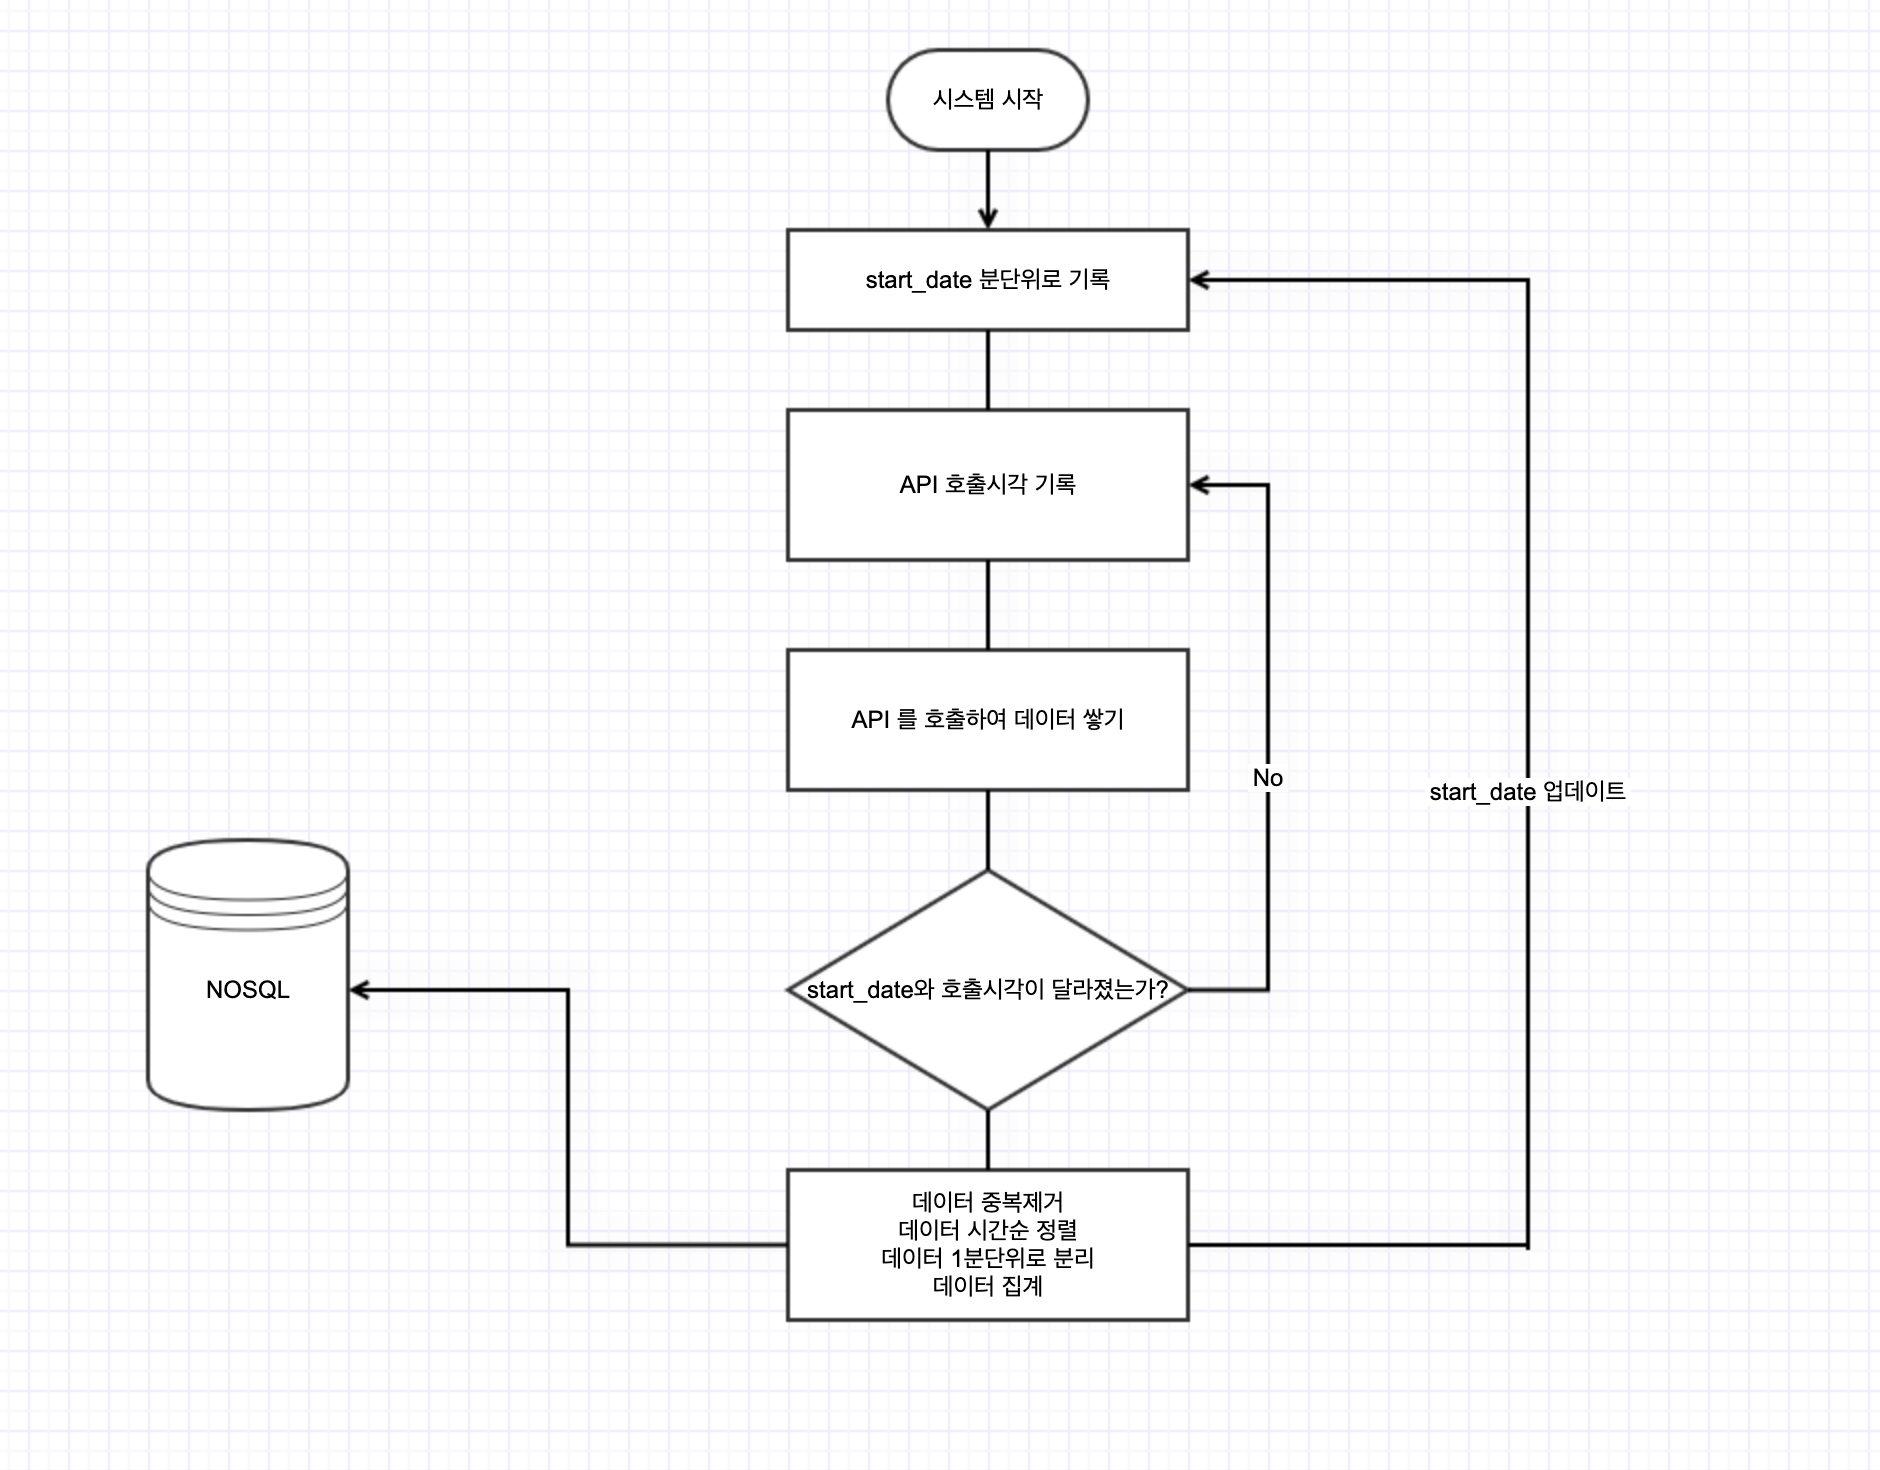 시스템 시작
start_date 분단위로 기록
API 호출시각 기록
API 를 호출하여 데이터 쌓기
No
start_date 업데이트
NOSQL
start_date와 호출시각이 달라졌는가?
데이터 중복제거
데이터 시간순 정렬
데이터 1분단위로 분리
데이터 집계